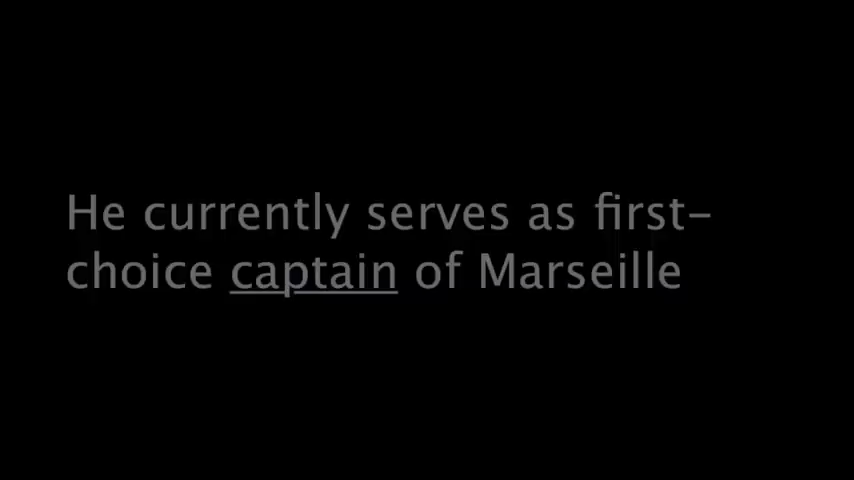 He currently serves as first-
choice captain of Marseille